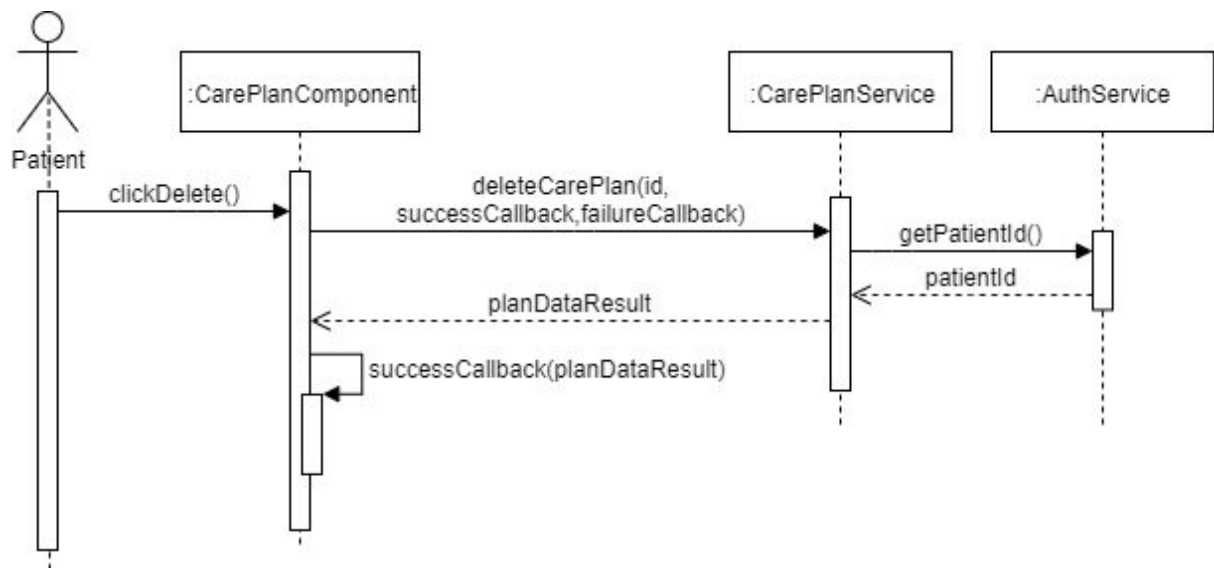 :CarePlanComponent
:CarePlanService
:AuthService
Patient
clickDelete()
deleteCarePlan(id,
successCallback,failureCallback)
getPatientId()
patientId
planDataResult
successCallback(planDataResult)